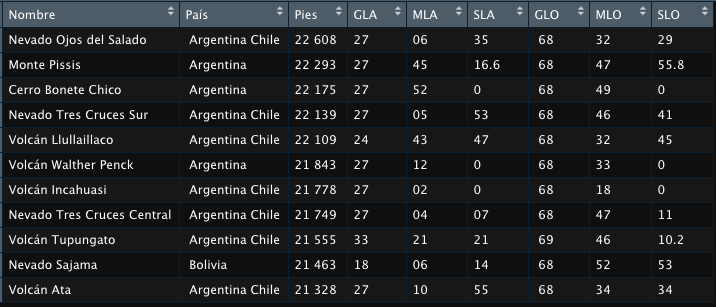 Nombre País Pies GLA MLA SLA GLO MLO SLO
Nevado Ojos del Salado Argentina Chile 22 608 27 06 35 68 32 29
Monte Pissis Argentina 22 293 27 45 16.6 68 47 55.8
Cerro Bonete Chico Argentina 22 175 27 52 0 68 49 0
Nevado Tres Cruces Sur Argentina Chile 22 139 27 05 53 68 46 41
Volcán Llullaillaco Argentina Chile 22 109 24 43 47 68 32 45
Volcán Walther Penck Argentina 21 843 27 12 0 68 33 0
Volcán Incahuasi Argentina Chile 21 778 27 02 0 68 18 0
Nevado Tres Cruces Central Argentina Chile 21 749 27 04 07 68 47 11
Volcán Tupungato Argentina Chile 21 555 33 21 21 69 46 10.2
Nevado Sajama Bolivia 21 463 18 06 14 68 52 53
Volcán Ata Argentina Chile 21 328 27 10 55 68 34 34